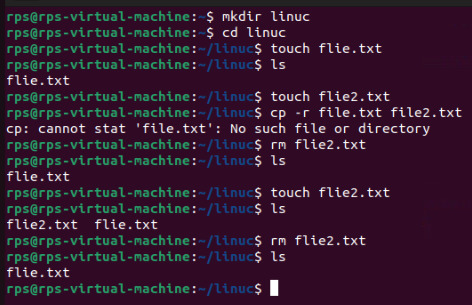 rps@rps-virtual-machine:~$ mkdir linuc
rps@rps-virtual-machine:~$ cd linuc
rps@rps-virtual-machine:~/linuc$ touch flie.txt
rps@rps-virtual-machine:~/linuc$ ls
flie.txt
rps@rps-virtual-machine:~/linuc$ touch flie2.txt
rps@rps-virtual-machine:~/linuc$ cp -r file.txt file2.txt
cp: cannot stat 'file.txt': No such file or directory
rps@rps-virtual-machine:~/linuc$ rm flie2.txt
rps@rps-virtual-machine:~/linuc$ ls
flie.txt
rps@rps-virtual-machine:~/linuc$ touch flie2.txt
rps@rps-virtual-machine:~/linuc$ ls
flie2.txt  flie.txt
rps@rps-virtual-machine:~/linuc$ rm flie2.txt
rps@rps-virtual-machine:~/linuc$ ls
flie.txt
rps@rps-virtual-machine:~/linuc$